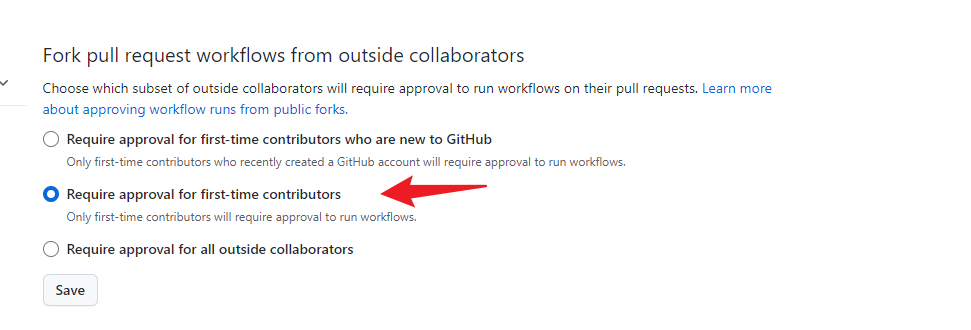 Fork pull request workflows from outside collaborators
Choose which subset of outside collaborators will require approval to run workflows on their pull requests. Learn more
about approving workflow runs from public forks.
Require approval for first-time contributors who are new to GitHub
Only first-time contributors who recently created a GitHub account will require approval to run workflows.
Require approval for first-time contributors
Only first-time contributors will require approval to run workflows.
Require approval for all outside collaborators
Save